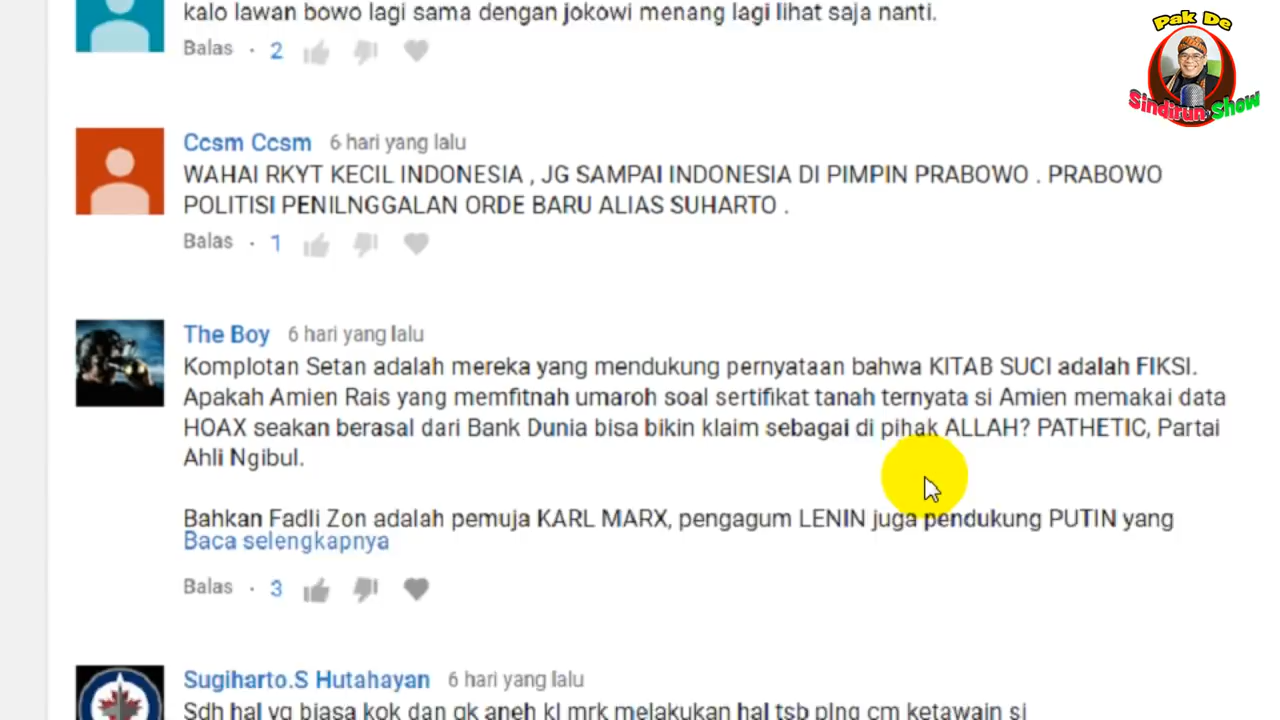 kalo lawan bowo lagi sama dengan jokowi menang lagi lihat saja nanti.
Balas · 2
Pak De
Sindirun Show
Ccsm Ccsm 6 hari yang lalu
WAHAI RKYT KECIL INDONESIA , JG SAMPAI INDONESIA DI PIMPIN PRABOWO . PRABOWO
POLITISI PENILNGGALAN ORDE BARU ALIAS SUHARTO .
Balas · 1
The Boy 6 hari yang lalu
Komplotan Setan adalah mereka yang mendukung pernyataan bahwa KITAB SUCI adalah FIKSI.
Apakah Amien Rais yang memfitnah umaroh soal sertifikat tanah ternyata si Amien memakai data
HOAX seakan berasal dari Bank Dunia bisa bikin klaim sebagai di pihak ALLAH? PATHETIC, Partai
Ahli Ngibul.
Bahkan Fadli Zon adalah pemuja KARL MARX, pengagum LENIN juga pendukung PUTIN yang
Baca selengkapnya
Balas · 3
Sugiharto.S Hutahayan 6 hari yang lalu
Sdh hal yg biasa kok dan gk aneh kl mrk melakukan hal tsb plng cm ketawain si